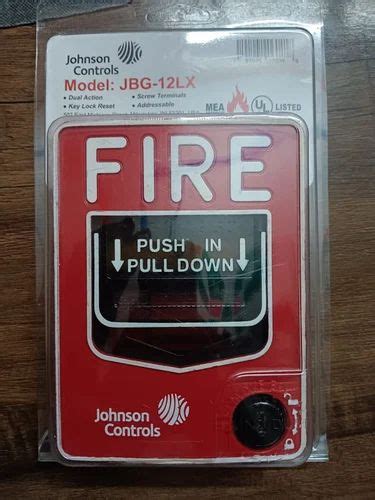 Johnson
Controls
Model: JBG-12LX
• Dual Action • Screw Terminals
• Key Lock Reset • Addressable
MEA UL LISTED
FIRE
PUSH IN
PULL DOWN
Johnson
Controls